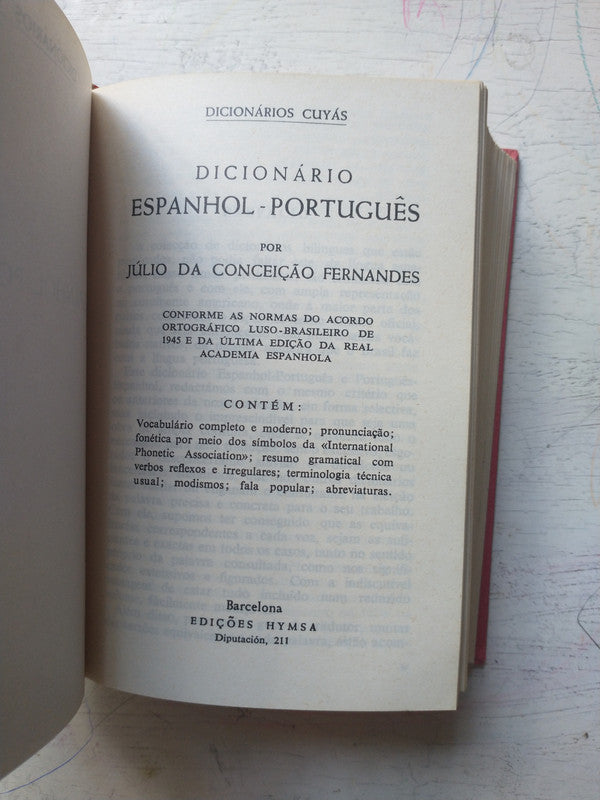 DICIONÁRIOS CUYÁS
DICIONÁRIO
ESPANHOL - PORTUGUÊS
POR
JÚLIO DA CONCEIÇÃO FERNANDES
CONFORME AS NORMAS DO ACORDO
ORTOGRÁFICO LUSO-BRASILEIRO DE
1945 E DA ÚLTIMA EDIÇÃO DA REAL
ACADEMIA ESPANHOLA
CONTÉM:
Vocabulário completo e moderno; pronunciação;
fonética por meio dos símbolos da «International
Phonetic Association»; resumo gramatical com
verbos reflexos e irregulares; terminologia técnica
usual; modismos; fala popular; abreviaturas.
Barcelona
EDIÇÕES HYMSA
Diputación, 211